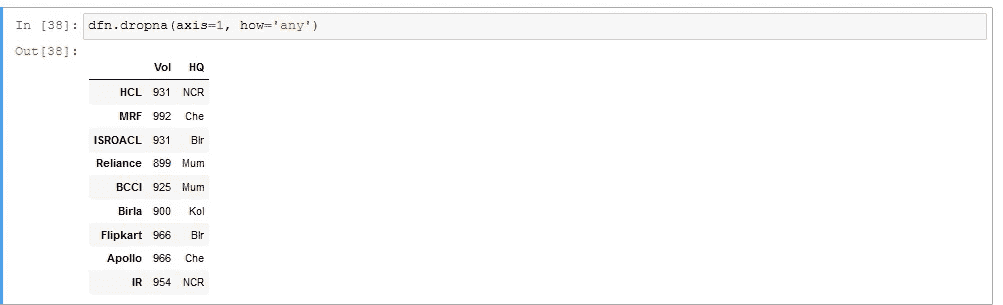 In [38]: dfn.dropna(axis=1, how='any')
Out[38]:
Vol HQ
HCL 931 NCR
MRF 992 Che
ISROACL 931 Blr
Reliance 899 Mum
BCCI 925 Mum
Birla 900 Kol
Flipkart 966 Blr
Apollo 966 Che
IR 954 NCR